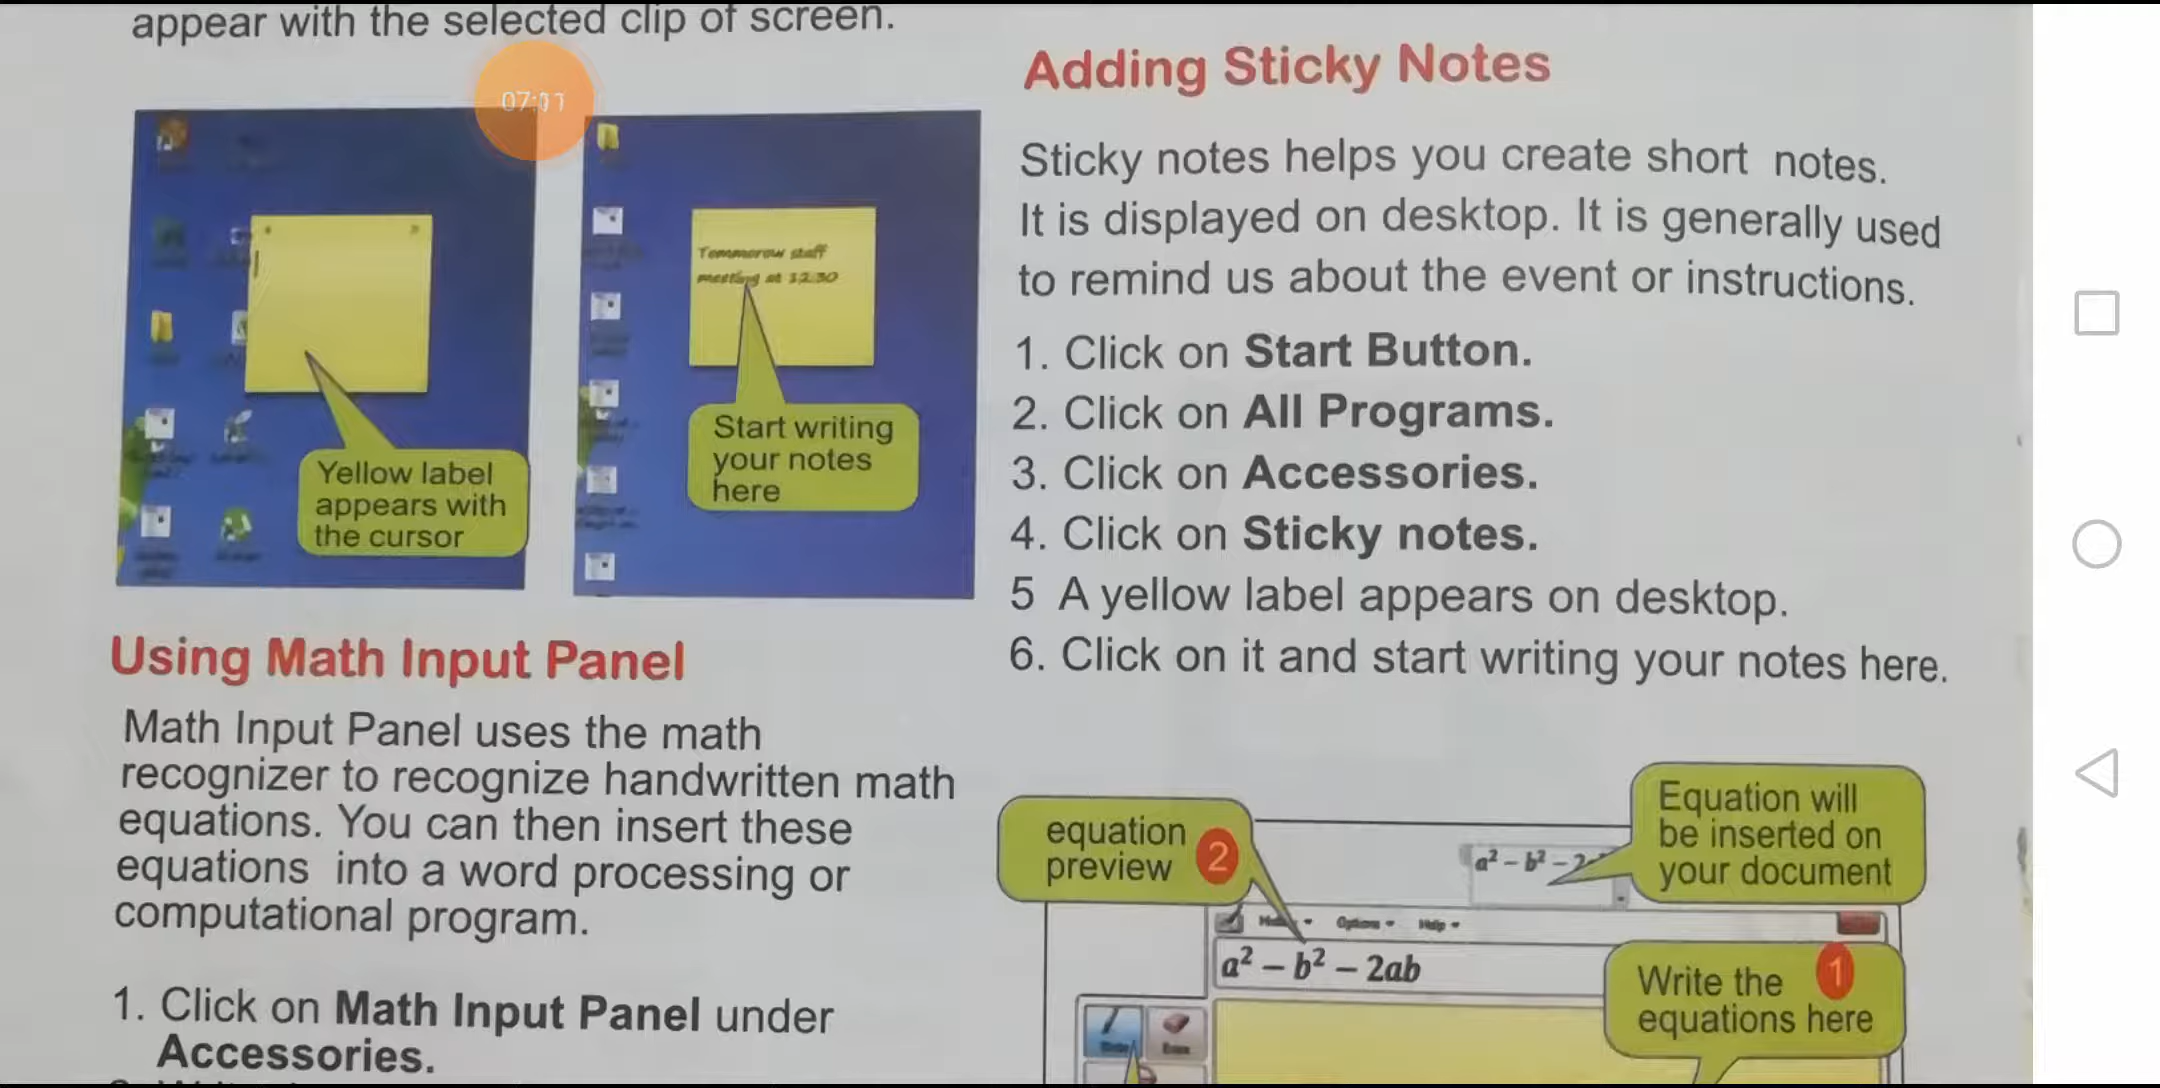 appear with the selected clip of screen.
Adding Sticky Notes
Sticky notes helps you create short notes.
It is displayed on desktop. It is generally used
to remind us about the event or instructions.
1. Click on Start Button.
2. Click on All Programs.
3. Click on Accessories.
4. Click on Sticky notes.
5 A yellow label appears on desktop.
6. Click on it and start writing your notes here.
Tommorow staff
meeting at 12:30
Yellow label
appears with
the cursor
Start writing
your notes
here
Using Math Input Panel
Math Input Panel uses the math
recognizer to recognize handwritten math
equations. You can then insert these
equations into a word processing or
computational program.
1. Click on Math Input Panel under
Accessories.
equation
preview 2
a² – b² – 2
Equation will
be inserted on
your document
Options Help
a² – b² – 2ab
Write the 1
equations here